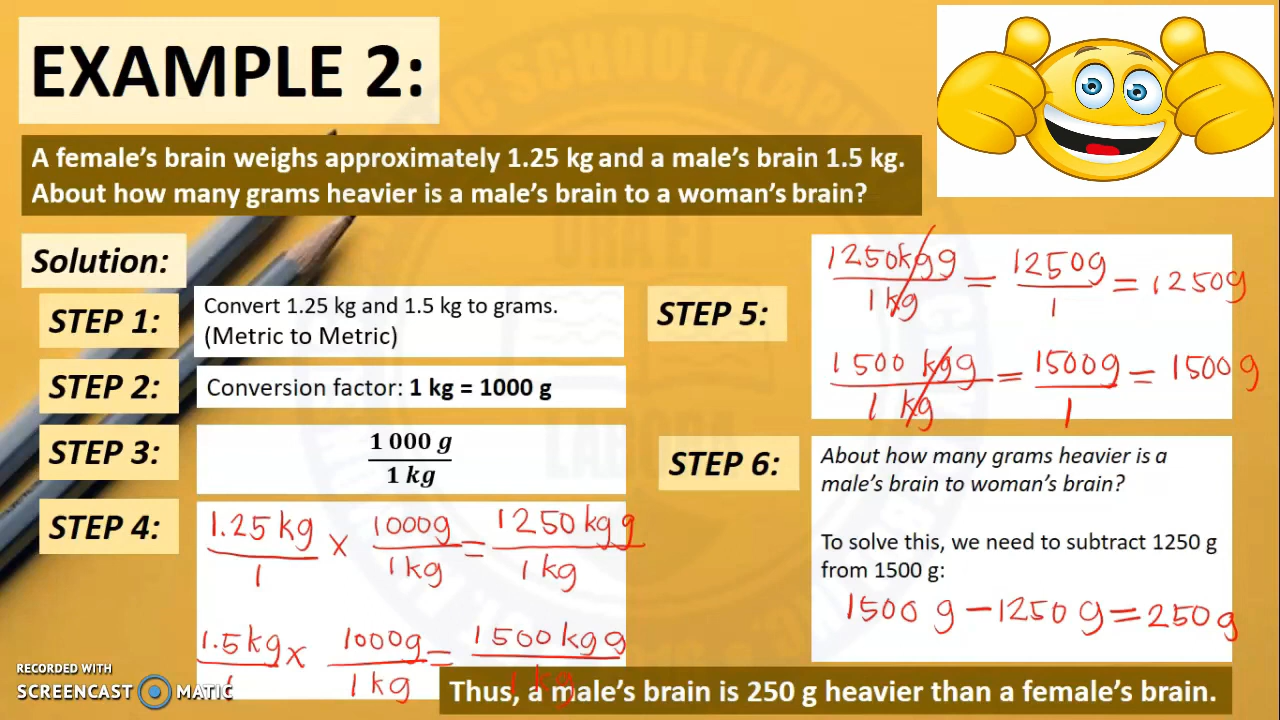 EXAMPLE 2:
A female's brain weighs approximately 1.25 kg and a male's brain 1.5 kg.
About how many grams heavier is a male's brain to a woman's brain?
Solution:
STEP 1:
Convert 1.25 kg and 1.5 kg to grams.
(Metric to Metric)
STEP 2:
Conversion factor: 1 kg = 1000 g
STEP 3:
1 000 g
1 kg
STEP 4:
1.25 kg / 1 × 1000g / 1kg = 1250 kg g / 1 kg
1.5 kg / 1 × 1000g / 1 kg = 1500 kg g / 1 kg
STEP 5:
1250kg g / 1 kg = 1250g / 1 = 1250g
1500 kg g / 1 kg = 1500g / 1 = 1500 g
STEP 6:
About how many grams heavier is a
male's brain to woman's brain?
To solve this, we need to subtract 1250 g
from 1500 g:
1500 g - 1250 g = 250 g
Thus, a male's brain is 250 g heavier than a female's brain.
RECORDED WITH
SCREENCAST MATIC